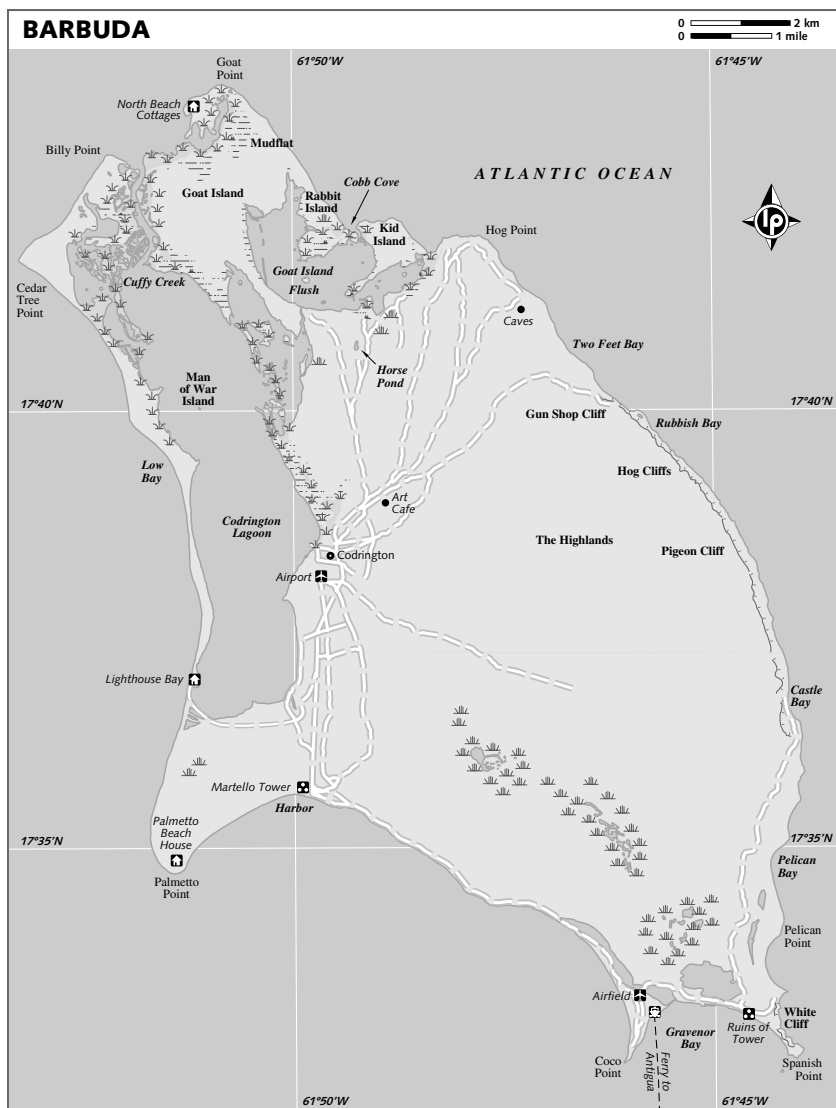 BARBUDA
0 2 km
0 1 mile
61°50'W
61°45'W
Goat
Point
North Beach
Cottages
Mudflat
Billy Point
ATLANTIC OCEAN
Cobb Cove
Goat Island
Rabbit
Island
Kid
Island
lp
Hog Point
Goat Island
Flush
Cuffy Creek
Cedar
Tree
Point
Caves
Two Feet Bay
Horse
Pond
Man
of War
Island
17°40'N
17°40'N
Gun Shop Cliff
Rubbish Bay
Low
Bay
Hog Cliffs
Art
Cafe
Codrington
Lagoon
The Highlands
Pigeon Cliff
Codrington
Airport
Lighthouse Bay
Castle
Bay
Martello Tower
Harbor
Palmetto
Beach
House
17°35'N
17°35'N
Pelican
Bay
Palmetto
Point
Pelican
Point
Airfield
White
Cliff
Gravenor
Bay
Ruins of
Tower
Coco
Point
Ferry to
Antigua
Spanish
Point
61°50'W
61°45'W